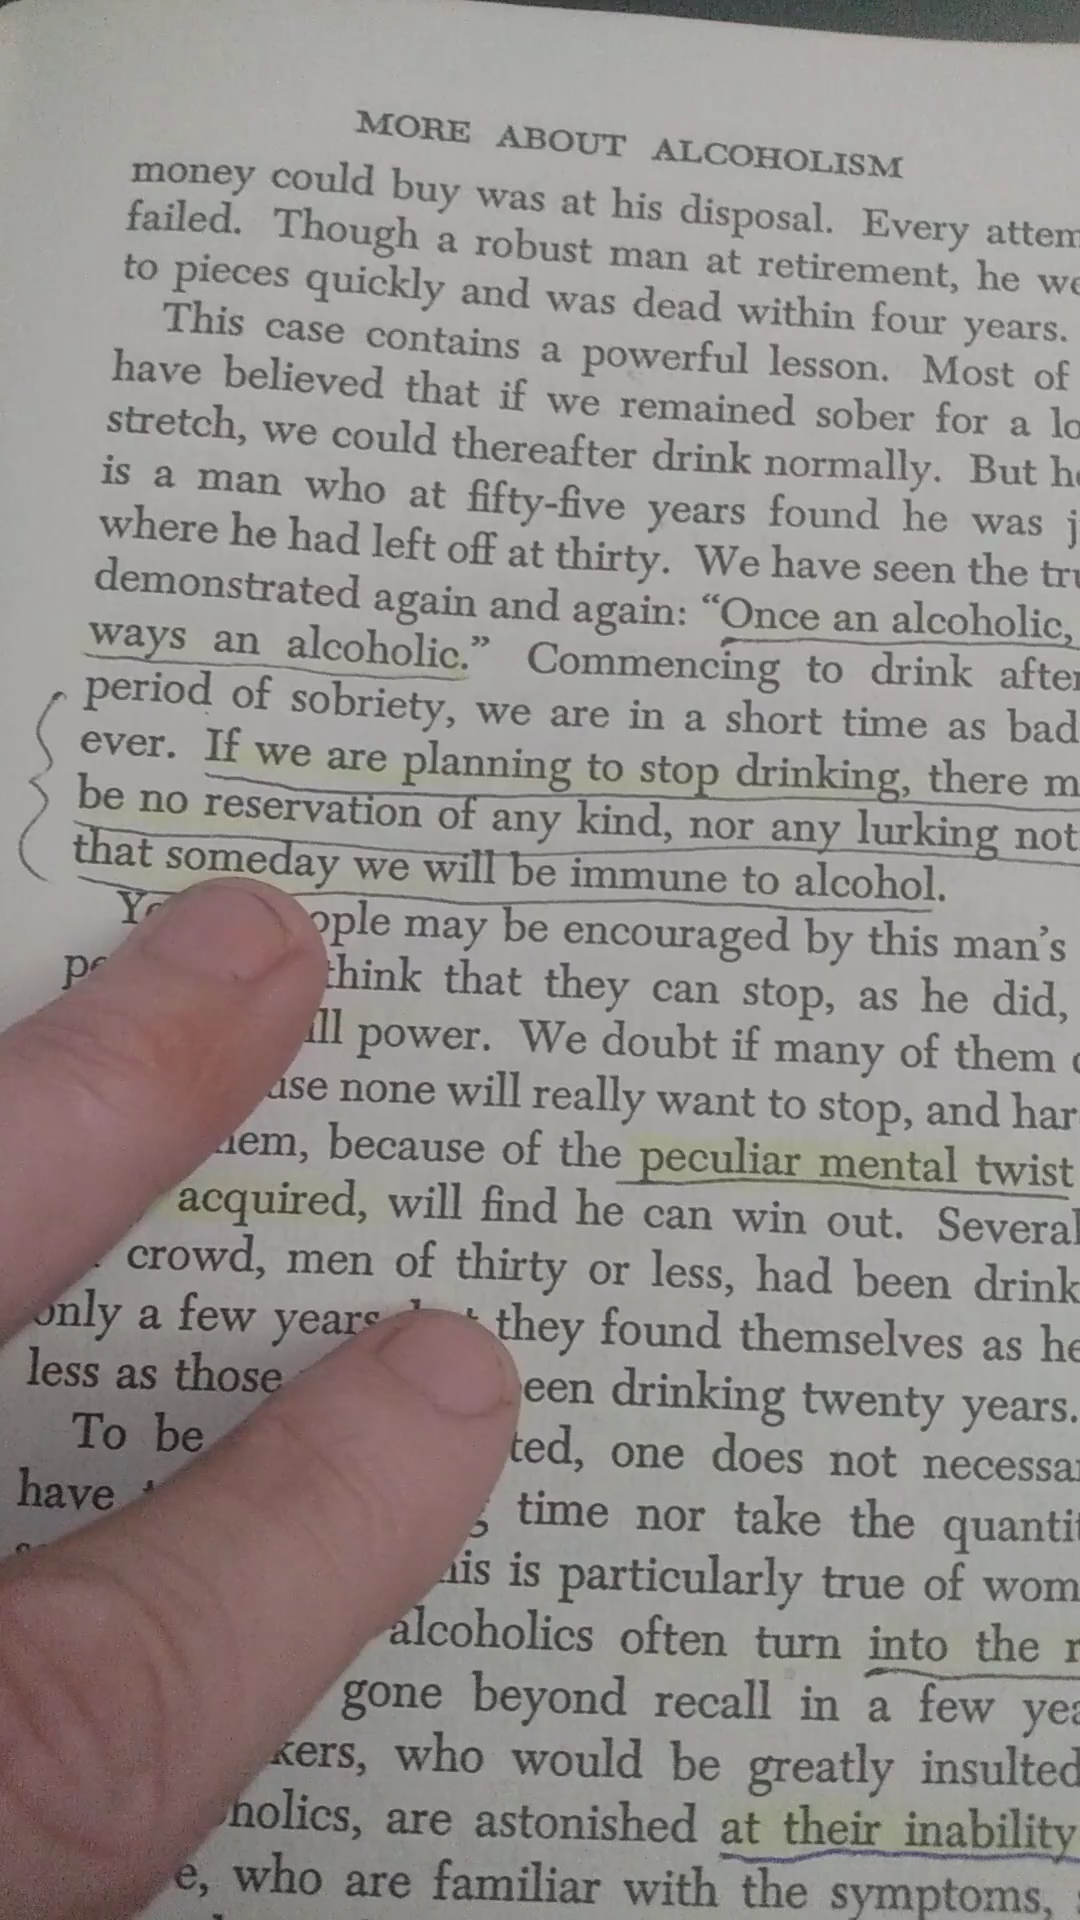 MORE ABOUT ALCOHOLISM
money could buy was at his disposal. Every attem
failed. Though a robust man at retirement, he we
to pieces quickly and was dead within four years.
This case contains a powerful lesson. Most of
have believed that if we remained sober for a lo
stretch, we could thereafter drink normally. But he
is a man who at fifty-five years found he was j
where he had left off at thirty. We have seen the tru
demonstrated again and again: “Once an alcoholic,
ways an alcoholic.” Commencing to drink after
period of sobriety, we are in a short time as bad
ever. If we are planning to stop drinking, there m
be no reservation of any kind, nor any lurking not
that someday we will be immune to alcohol.
Yo ople may be encouraged by this man’s
pe think that they can stop, as he did,
ill power. We doubt if many of them
use none will really want to stop, and har
hem, because of the peculiar mental twist
acquired, will find he can win out. Several
crowd, men of thirty or less, had been drink
only a few years they found themselves as he
less as those een drinking twenty years.
To be ted, one does not necessar
have time nor take the quantit
his is particularly true of wom
alcoholics often turn into the r
gone beyond recall in a few yea
kers, who would be greatly insulted
holics, are astonished at their inability
e, who are familiar with the symptoms,